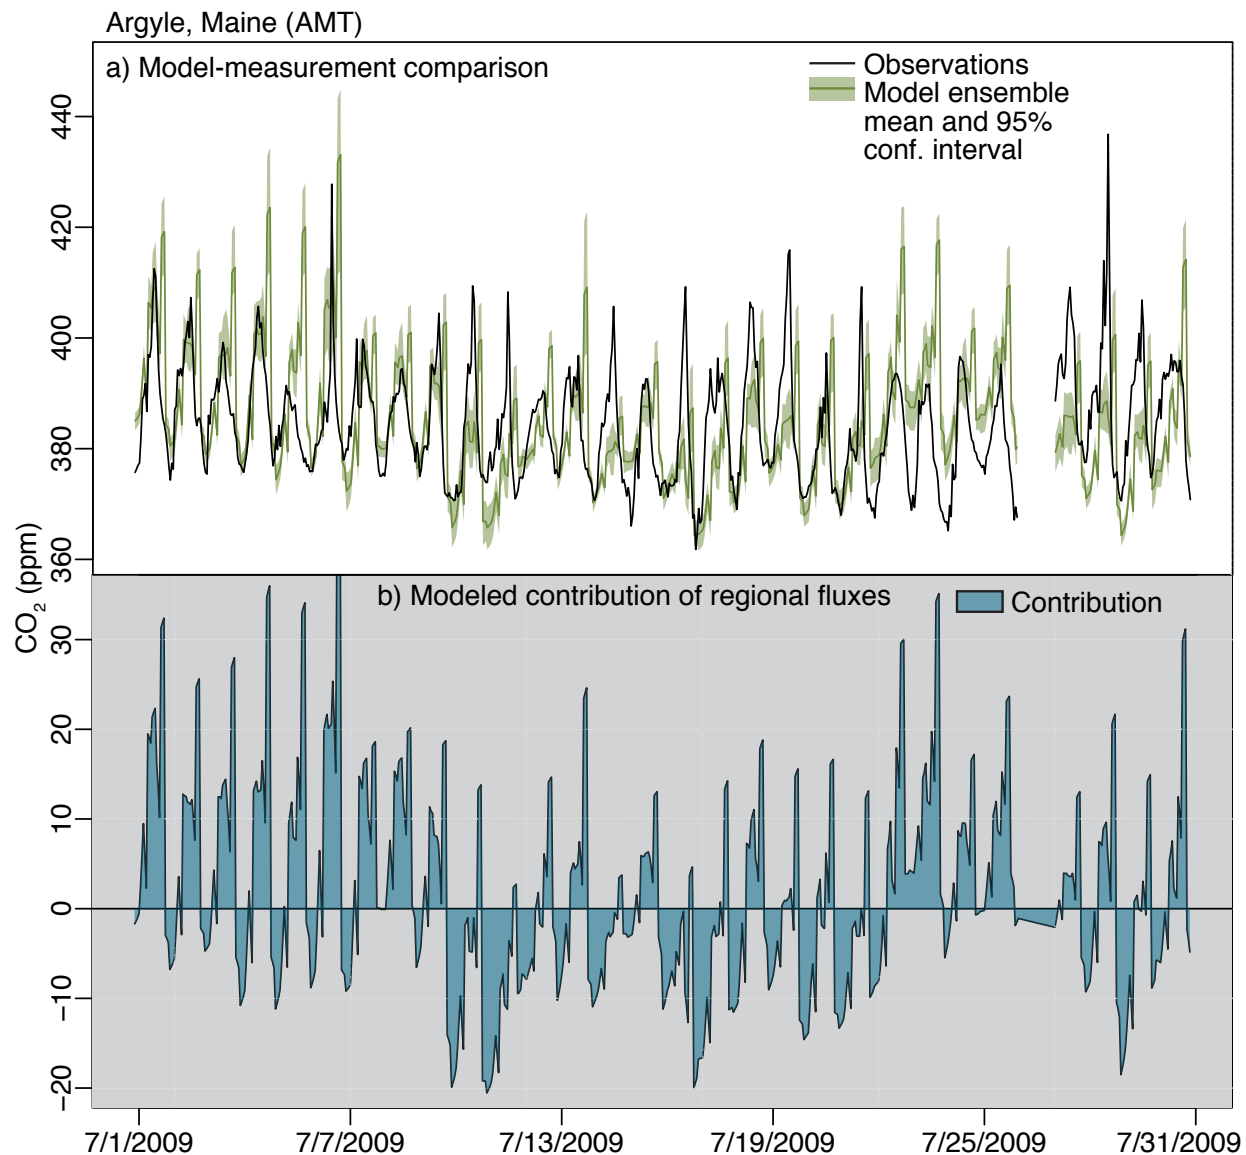 Argyle, Maine (AMT)
a) Model-measurement comparison
Observations
Model ensemble
mean and 95%
conf. interval
440
420
400
380
360
CO₂ (ppm)
b) Modeled contribution of regional fluxes
Contribution
30
20
10
0
−10
−20
7/1/2009
7/7/2009
7/13/2009
7/19/2009
7/25/2009
7/31/2009